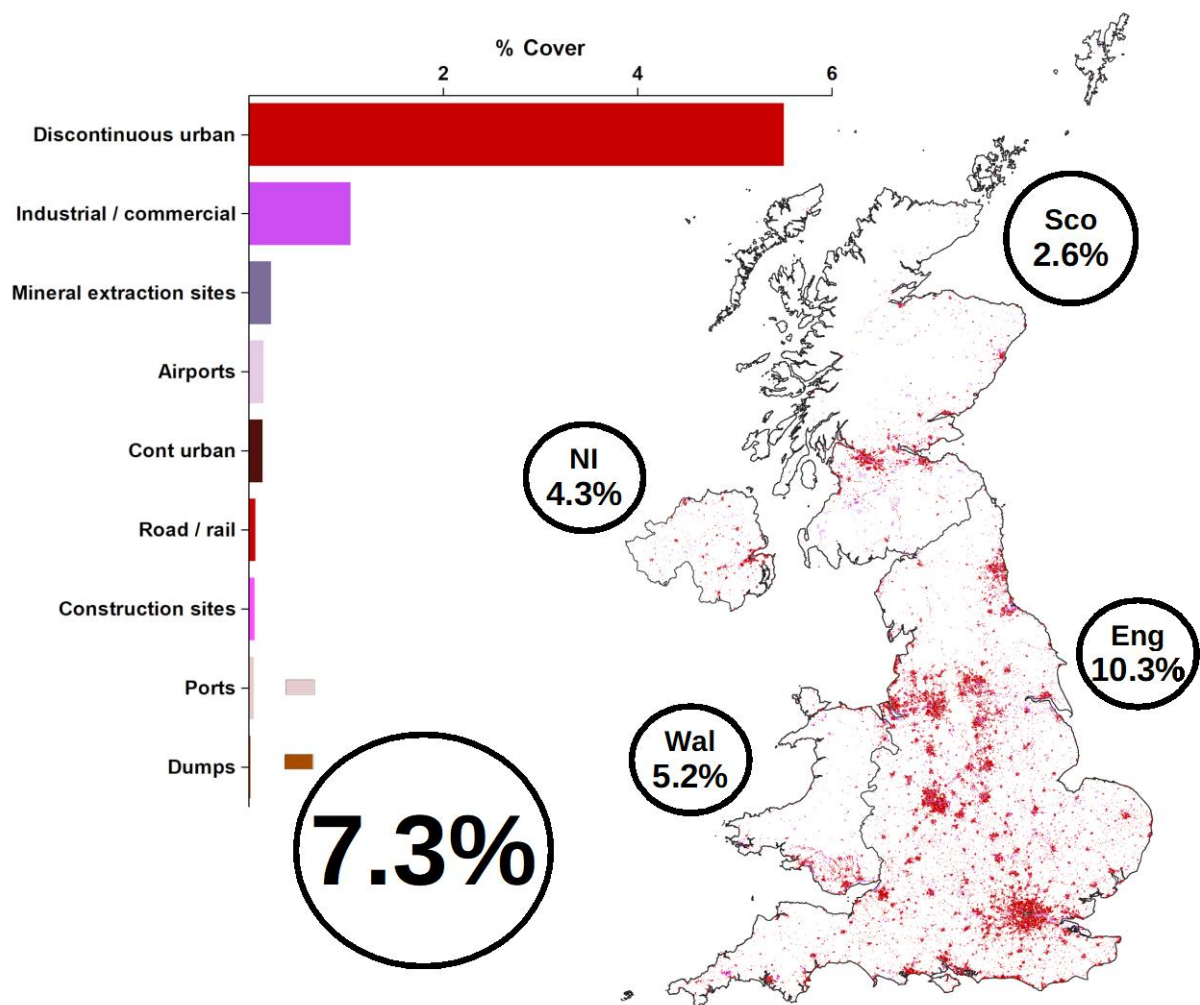 % Cover
2 4 6
Discontinuous urban
Industrial / commercial
Mineral extraction sites
Airports
Cont urban
Road / rail
Construction sites
Ports
Dumps
7.3%
Sco
2.6%
NI
4.3%
Eng
10.3%
Wal
5.2%